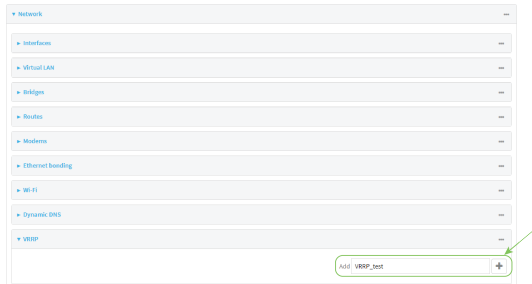 Network
Interfaces
Virtual LAN
Bridges
Routes
Modems
Ethernet bonding
Wi-Fi
Dynamic DNS
VRRP
Add VRRP_test